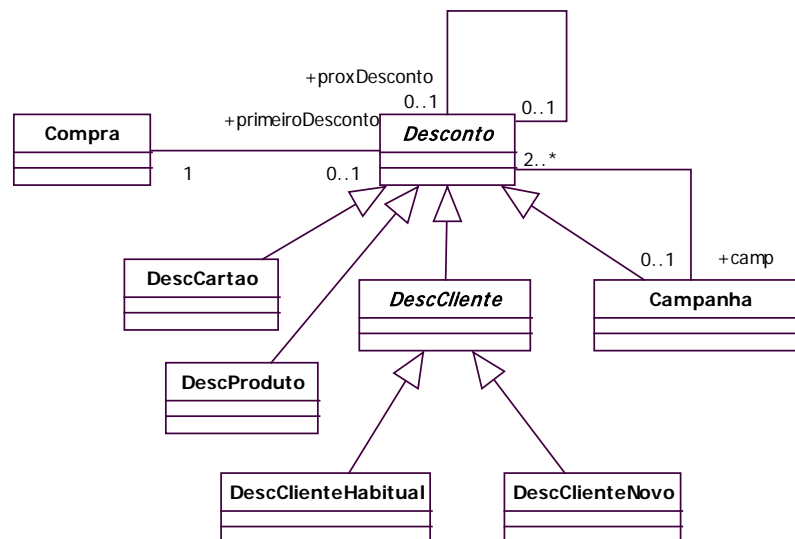 +proxDesconto
0..1
0..1
+primeiroDesconto
Compra
Desconto
1
0..1
2..*
0..1
+camp
DescCartao
DescCliente
Campanha
DescProduto
DescClienteHabitual
DescClienteNovo